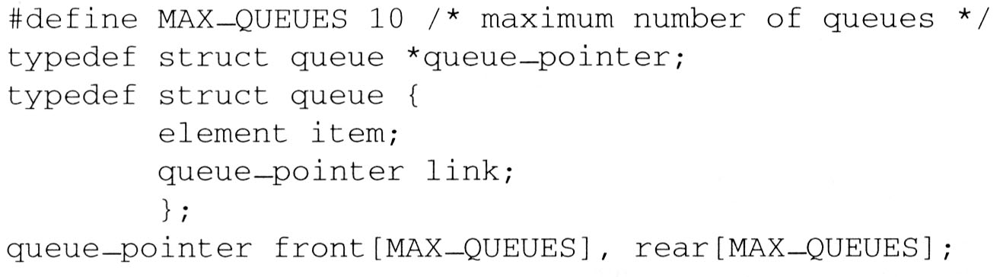 #define MAX_QUEUES 10 /* maximum number of queues */
typedef struct queue *queue_pointer;
typedef struct queue {
        element item;
        queue_pointer link;
        };
queue_pointer front[MAX_QUEUES], rear[MAX_QUEUES];